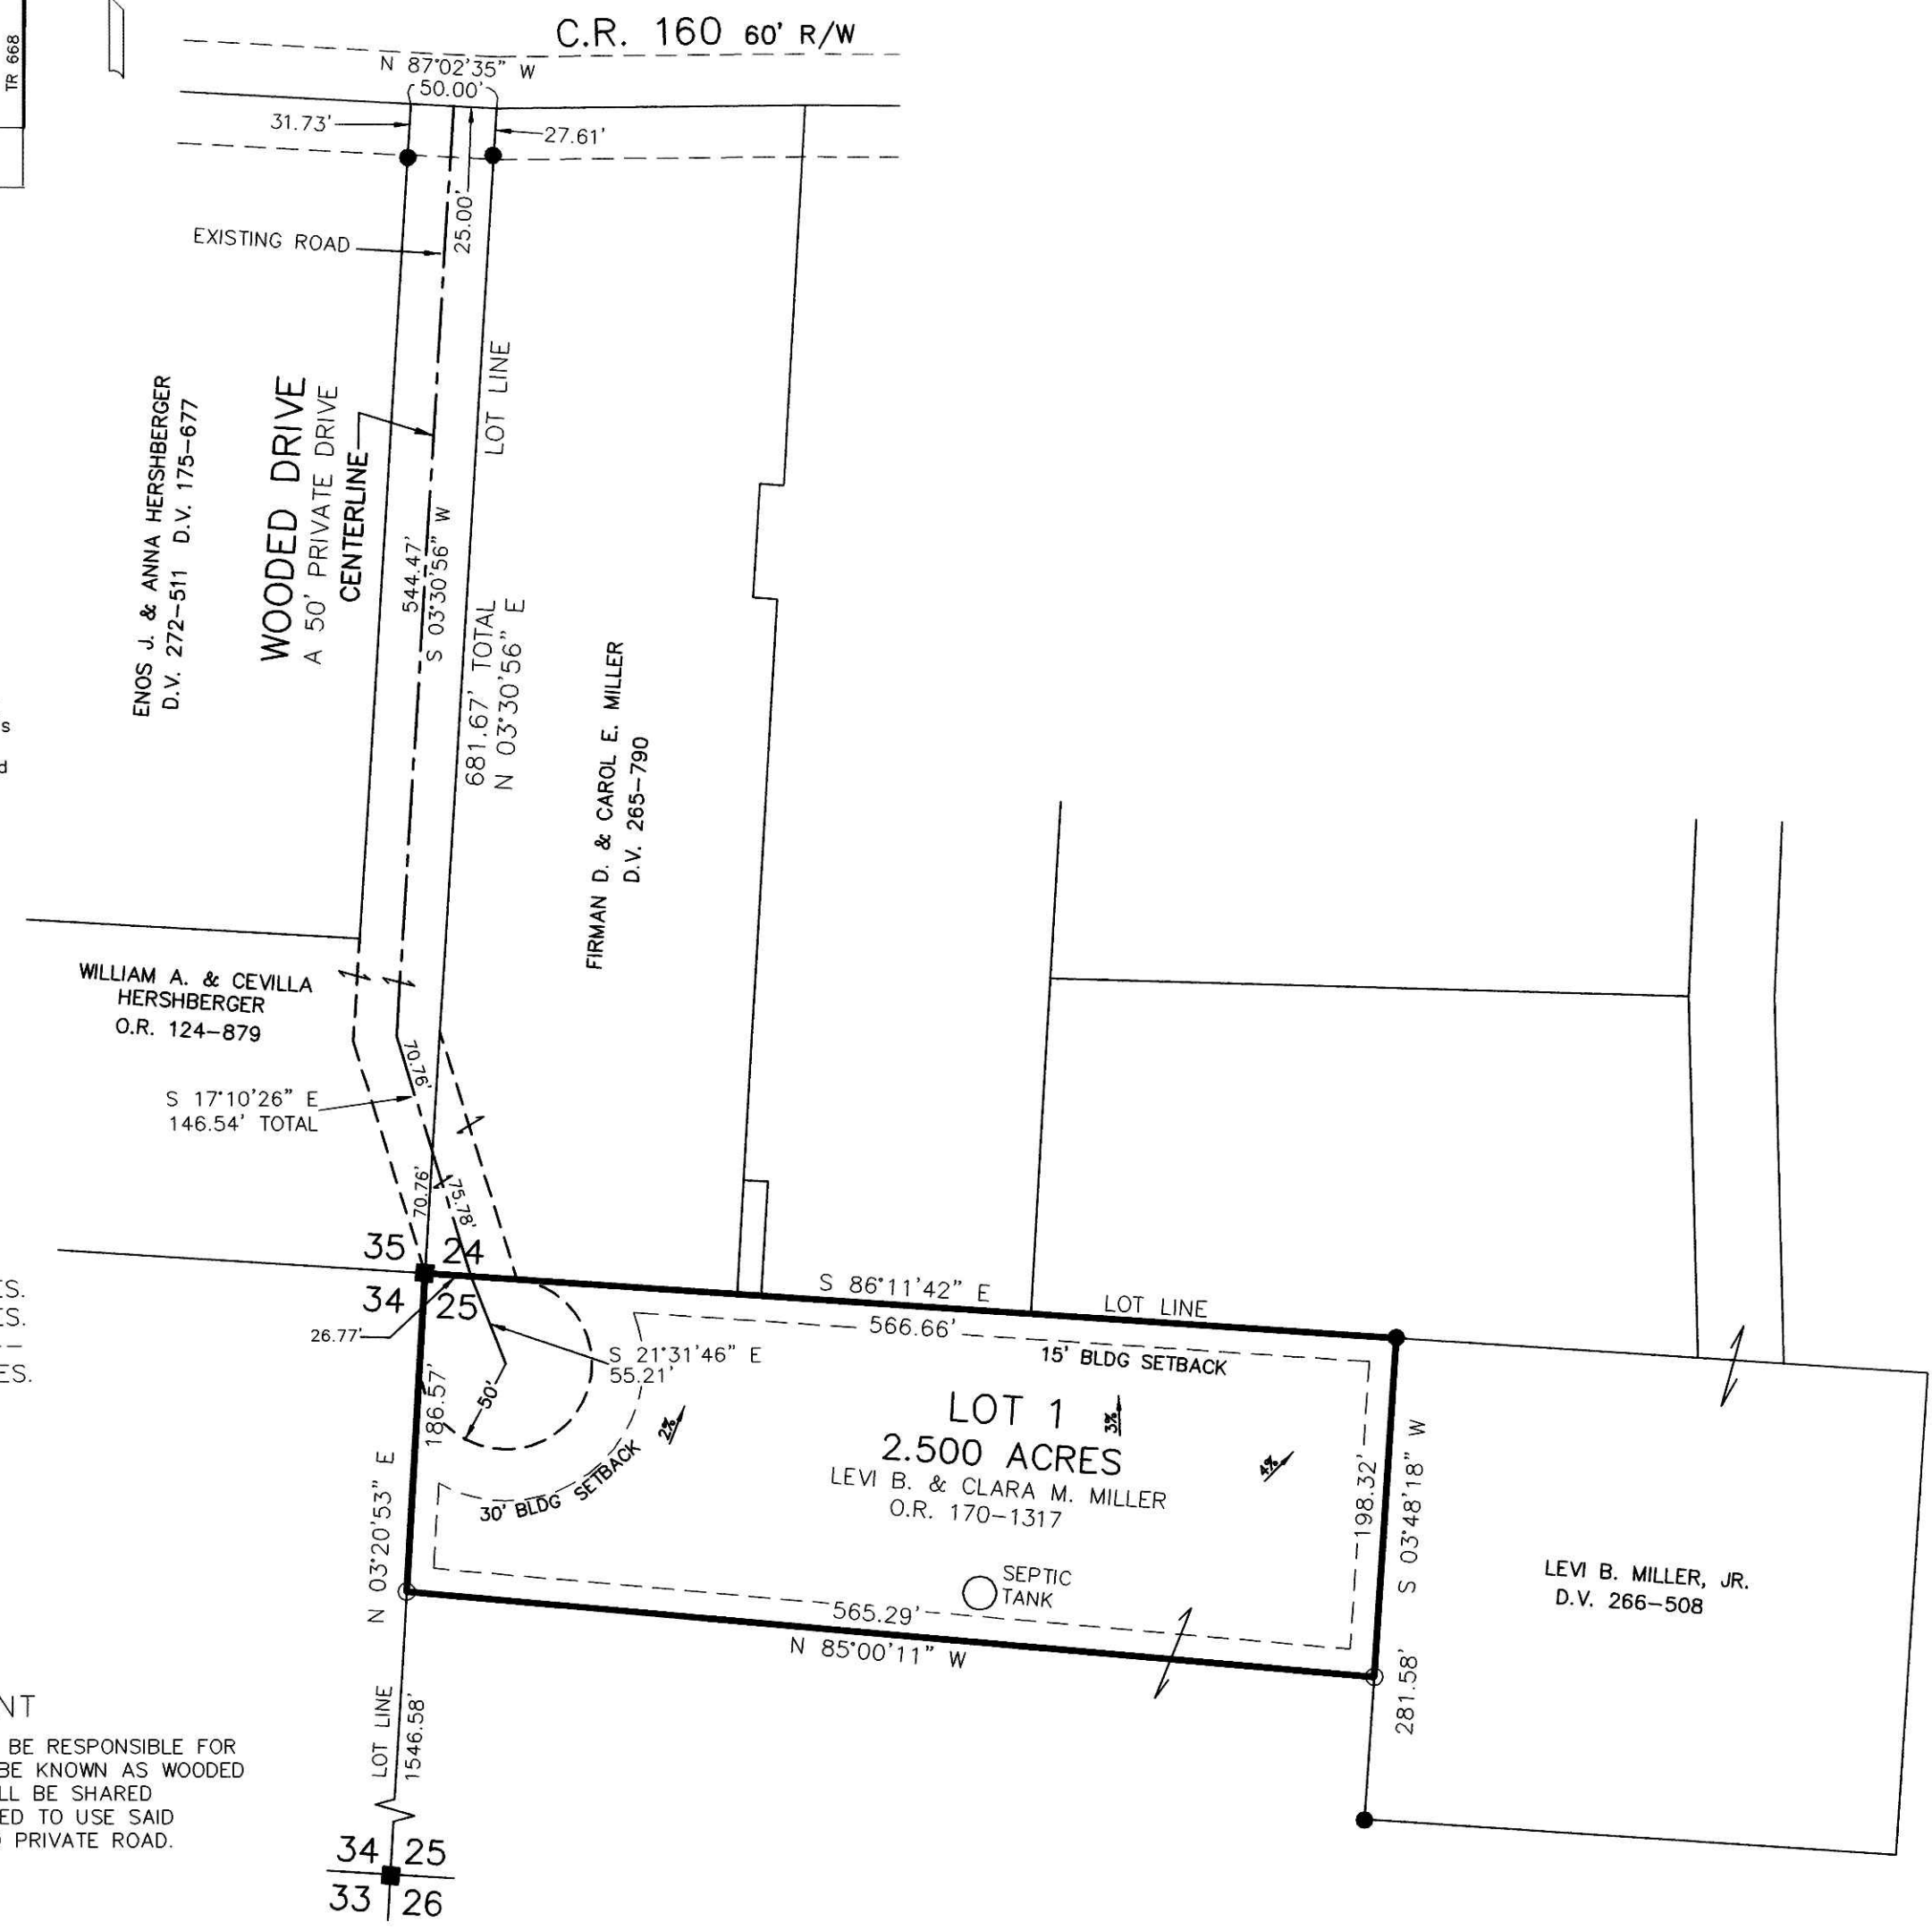 TR 668
C.R. 160 60' R/W
N 87°02'35" W
50.00'
31.73'
27.61'
25.00'
EXISTING ROAD
LOT LINE
ENOS J. & ANNA HERSHBERGER
D.V. 272-511 D.V. 175-677
WOODED DRIVE
A 50' PRIVATE DRIVE
CENTERLINE
544.47'
S 03°30'56" W
681.67' TOTAL
N 03°30'56" E
FIRMAN D. & CAROL E. MILLER
D.V. 265-790
s
d
WILLIAM A. & CEVILLA
HERSHBERGER
O.R. 124-879
70.76'
S 17°10'26" E
146.54' TOTAL
70.76'
75.78'
35 24
34 25
26.77'
S 86°11'42" E
LOT LINE
566.66'
15' BLDG SETBACK
S 21°31'46" E
55.21'
50'
186.57'
N 03°20'53" E
30' BLDG SETBACK
2%
3%
4%
LOT 1
2.500 ACRES
LEVI B. & CLARA M. MILLER
O.R. 170-1317
198.32'
S 03°48'18" W
SEPTIC
TANK
565.29'
N 85°00'11" W
281.58'
LEVI B. MILLER, JR.
D.V. 266-508
ES.
ES.
ES.
NT
BE RESPONSIBLE FOR
BE KNOWN AS WOODED
LL BE SHARED
ED TO USE SAID
PRIVATE ROAD.
LOT LINE
1546.58'
34 25
33 26